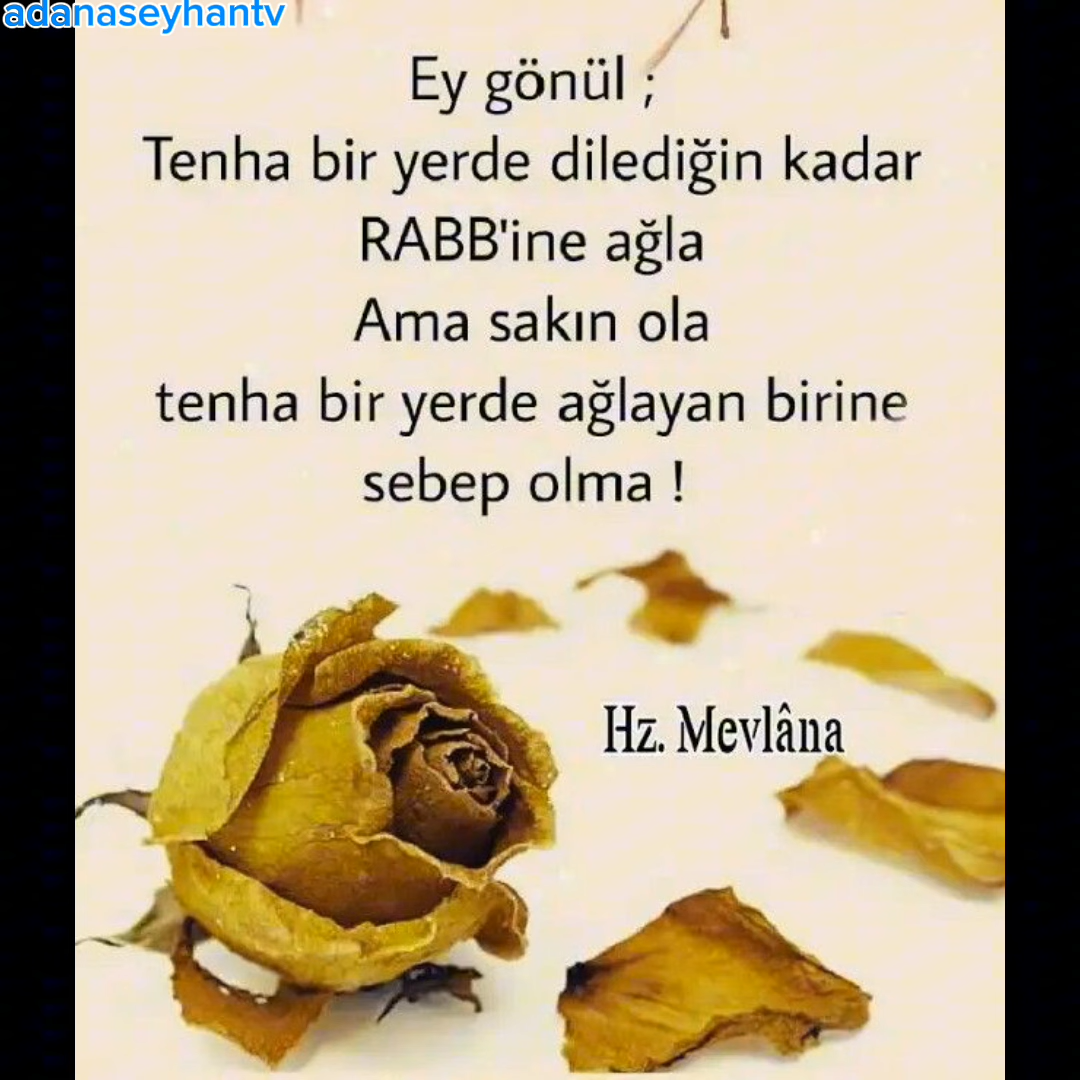 adanaseyhantv
Ey gönül ;
Tenha bir yerde dilediğin kadar
RABB'ine ağla
Ama sakın ola
tenha bir yerde ağlayan birine
sebep olma !
Hz. Mevlâna